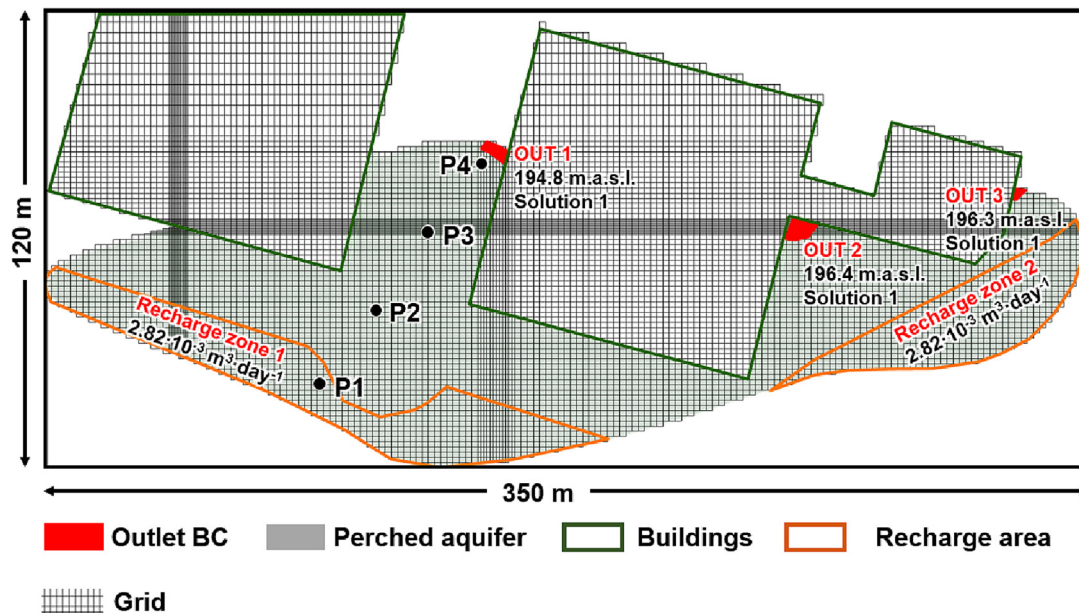 120 m
P4
OUT 1
194.8 m.a.s.l.
Solution 1
P3
OUT 3
196.3 m.a.s.l.
Solution 1
OUT 2
196.4 m.a.s.l.
Solution 1
Recharge zone 1
2.82·10⁻³ m³·day⁻¹
P2
Recharge zone 2
2.82·10⁻³ m³·day⁻¹
P1
350 m
Outlet BC
Perched aquifer
Buildings
Recharge area
Grid